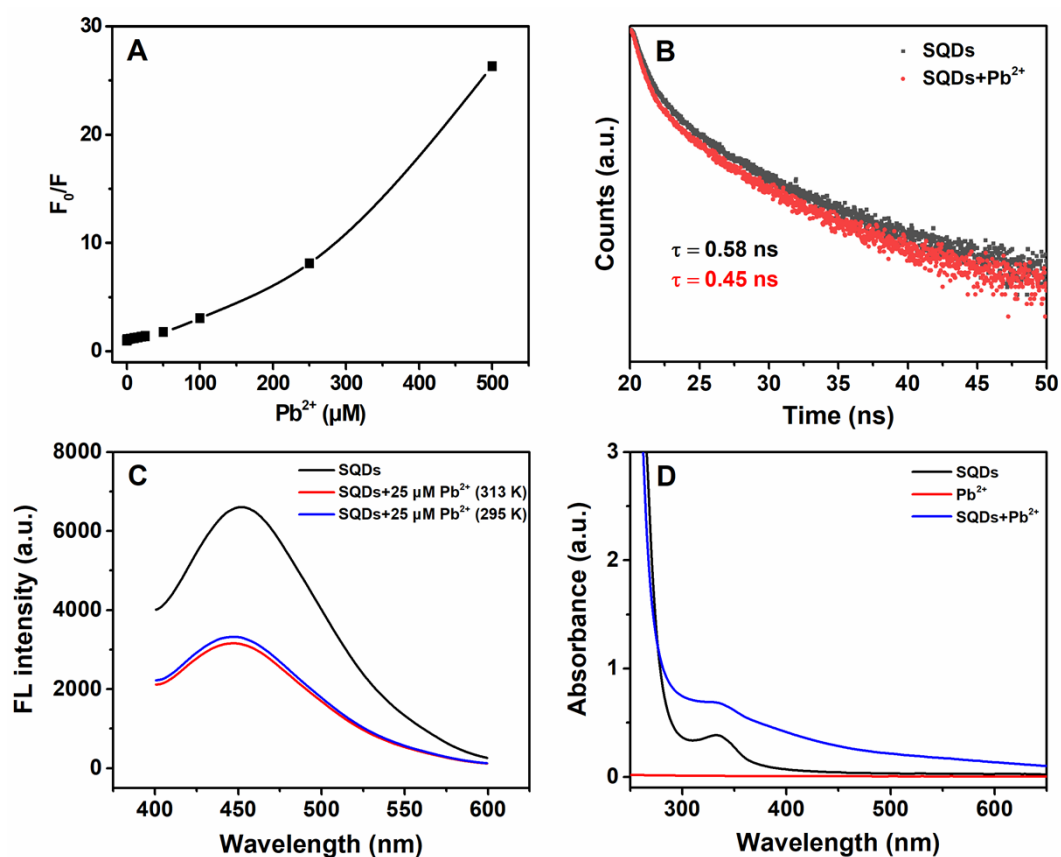 A
30
20
10
0
F₀/F
0 100 200 300 400 500
Pb²⁺ (µM)
B
SQDs
SQDs+Pb²⁺
τ = 0.58 ns
τ = 0.45 ns
Counts (a.u.)
20 25 30 35 40 45 50
Time (ns)
C
SQDs
SQDs+25 µM Pb²⁺ (313 K)
SQDs+25 µM Pb²⁺ (295 K)
8000
6000
4000
2000
0
FL intensity (a.u.)
400 450 500 550 600
Wavelength (nm)
D
SQDs
Pb²⁺
SQDs+Pb²⁺
3
2
1
0
Absorbance (a.u.)
300 400 500 600
Wavelength (nm)